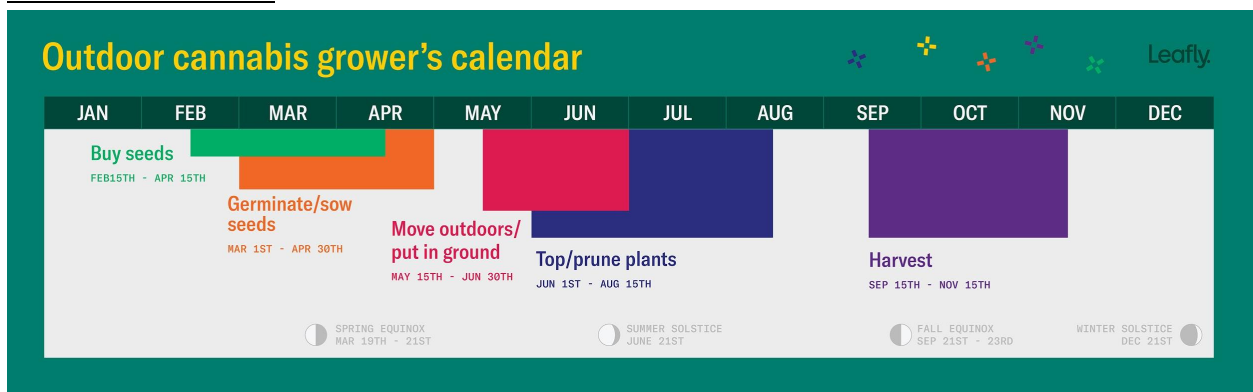 Outdoor cannabis grower's calendar
Leafly.
JAN FEB MAR APR MAY JUN JUL AUG SEP OCT NOV DEC
Buy seeds
FEB15TH - APR 15TH
Germinate/sow
seeds
MAR 1ST - APR 30TH
Move outdoors/
put in ground
MAY 15TH - JUN 30TH
Top/prune plants
JUN 1ST - AUG 15TH
Harvest
SEP 15TH - NOV 15TH
SPRING EQUINOX
MAR 19TH - 21ST
SUMMER SOLSTICE
JUNE 21ST
FALL EQUINOX
SEP 21ST - 23RD
WINTER SOLSTICE
DEC 21ST